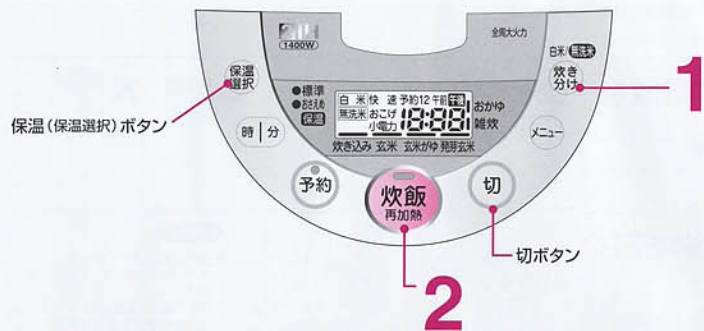 1400W
全周大火力
白米/無洗米
保温
選択
炊き
分け
1
●標準
●おさえめ
保温
白米 快速 予約12 午前 午後
無洗米 おこげ
小電力
18:88
おかゆ
雑炊
炊き込み 玄米 玄米がゆ 発芽玄米
保温(保温選択)ボタン
時|分
メニュー
予約
炊飯
再加熱
切
切ボタン
2